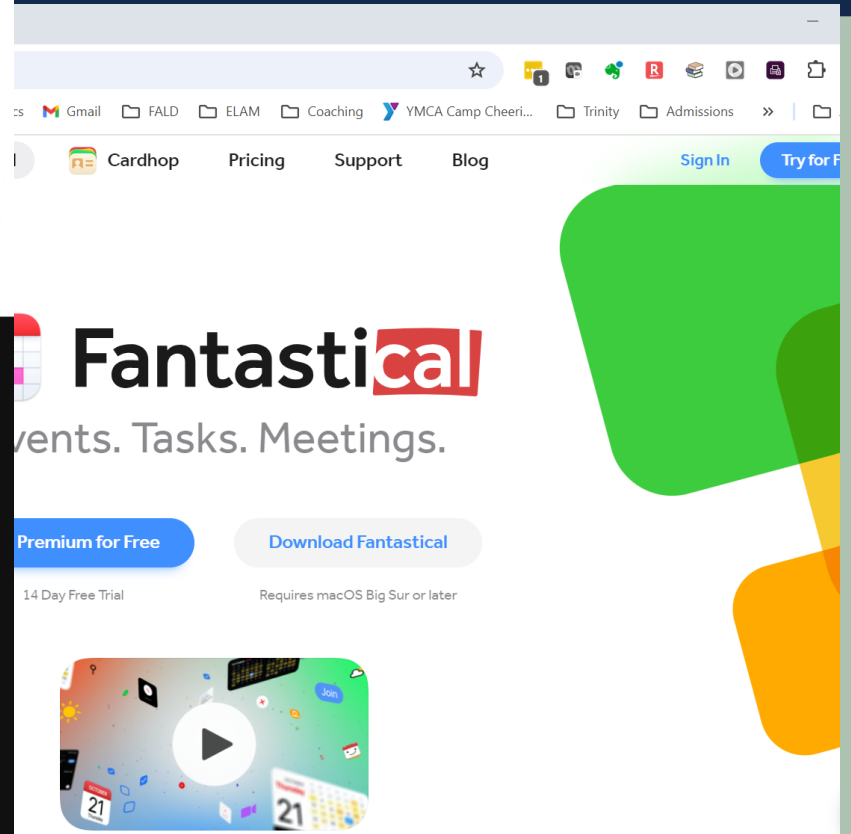 1
R
cs Gmail FALD ELAM Coaching YMCA Camp Cheeri... Trinity Admissions »
Cardhop Pricing Support Blog Sign In Try for F
Fantastical
vents. Tasks. Meetings.
Premium for Free Download Fantastical
14 Day Free Trial Requires macOS Big Sur or later
Join
OCTOBER
21
21